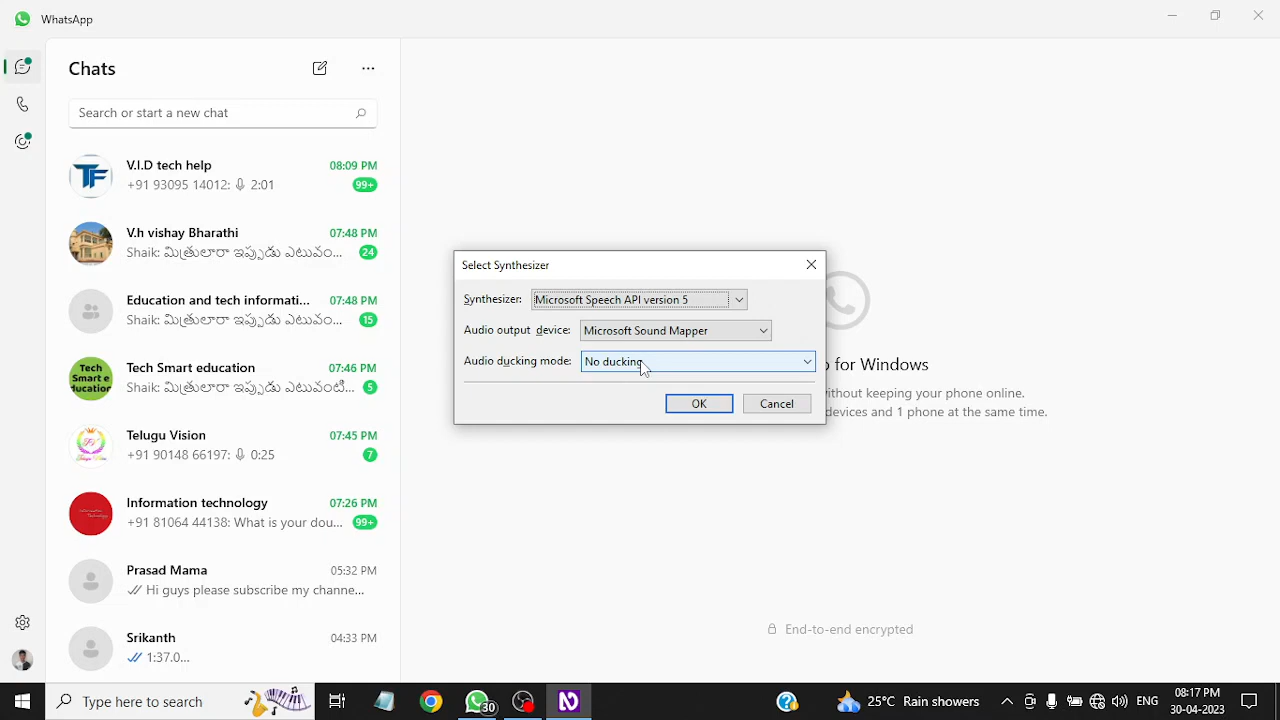 WhatsApp
Chats
Search or start a new chat
V.I.D tech help 08:09 PM
+91 93095 14012: 2:01 99+
V.h vishay Bharathi 07:48 PM
Shaik: మిత్రులారా ఇప్పుడు ఎటువం... 24
Education and tech informati... 07:48 PM
Shaik: మిత్రులారా ఇప్పుడు ఎటువం... 15
Tech Smart education 07:46 PM
Shaik: మిత్రులారా ఇప్పుడు ఎటువంటి... 5
Tech
Smart e
ducation
Telugu Vision 07:45 PM
+91 90148 66197: 0:25 7
Information technology 07:26 PM
+91 81064 44138: What is your dou... 99+
Prasad Mama 05:32 PM
Hi guys please subscribe my channe...
Srikanth 04:33 PM
1:37.0...
Select Synthesizer
Synthesizer: Microsoft Speech API version 5
Audio output device: Microsoft Sound Mapper
Audio ducking mode: No ducking
OK Cancel
p for Windows
ithout keeping your phone online.
devices and 1 phone at the same time.
End-to-end encrypted
Type here to search
30
25°C Rain showers
ENG
08:17 PM
30-04-2023